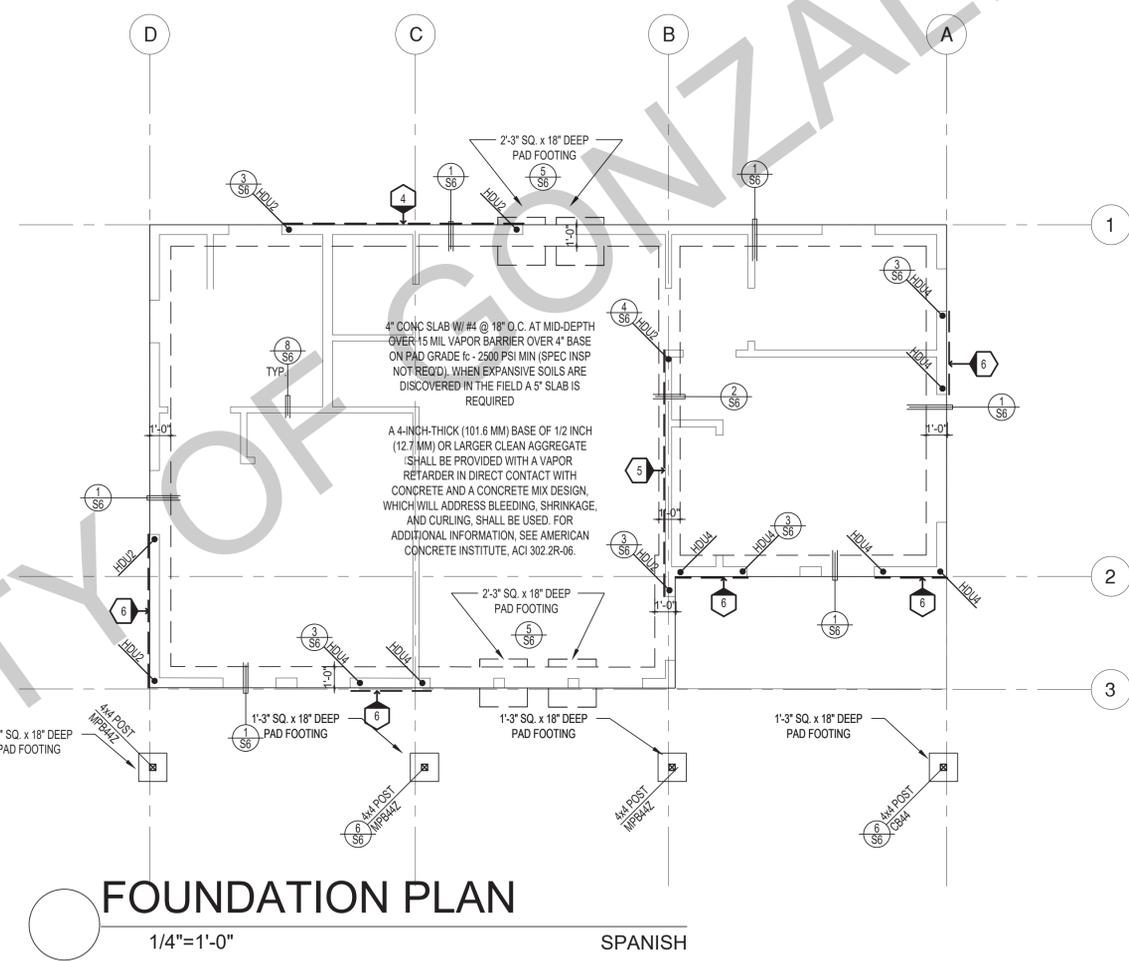 D
C
B
A
2'-3" SQ. x 18" DEEP
PAD FOOTING
5
S6
3
S6
HDU2
4
1
S6
HDU2
1
S6
1
1'-0"
3
S6
HDU4
4
S6
HDU2
4" CONC SLAB W/ #4 @ 18" O.C. AT MID-DEPTH
OVER 15 MIL VAPOR BARRIER OVER 4" BASE
ON PAD GRADE fc - 2500 PSI MIN (SPEC INSP
NOT REQ'D). WHEN EXPANSIVE SOILS ARE
DISCOVERED IN THE FIELD A 5" SLAB IS
REQUIRED
8
S6
TYP.
HDU4
6
2
S6
1
S6
1'-0"
1'-0"
A 4-INCH-THICK (101.6 MM) BASE OF 1/2 INCH
(12.7 MM) OR LARGER CLEAN AGGREGATE
SHALL BE PROVIDED WITH A VAPOR
RETARDER IN DIRECT CONTACT WITH
CONCRETE AND A CONCRETE MIX DESIGN,
WHICH WILL ADDRESS BLEEDING, SHRINKAGE,
AND CURLING, SHALL BE USED. FOR
ADDITIONAL INFORMATION, SEE AMERICAN
CONCRETE INSTITUTE, ACI 302.2R-06.
5
1
S6
1'-0"
3
S6
HDU2
HDU4
HDU4
3
S6
HDU4
HDU4
2
HDU2
6
2'-3" SQ. x 18" DEEP
PAD FOOTING
5
S6
1'-0"
6
6
1
S6
HDU2
3
S6
HDU4
HDU4
1'-0"
3
6
1
S6
" SQ. x 18" DEEP
PAD FOOTING
4x4 POST
MPB44Z
1'-3" SQ. x 18" DEEP
PAD FOOTING
1'-3" SQ. x 18" DEEP
PAD FOOTING
1'-3" SQ. x 18" DEEP
PAD FOOTING
6
S6
4x4 POST
MPB44Z
4x4 POST
MPB44Z
6
S6
4x4 POST
CB44
FOUNDATION PLAN
1/4"=1'-0"
SPANISH
TY OF GONZAL